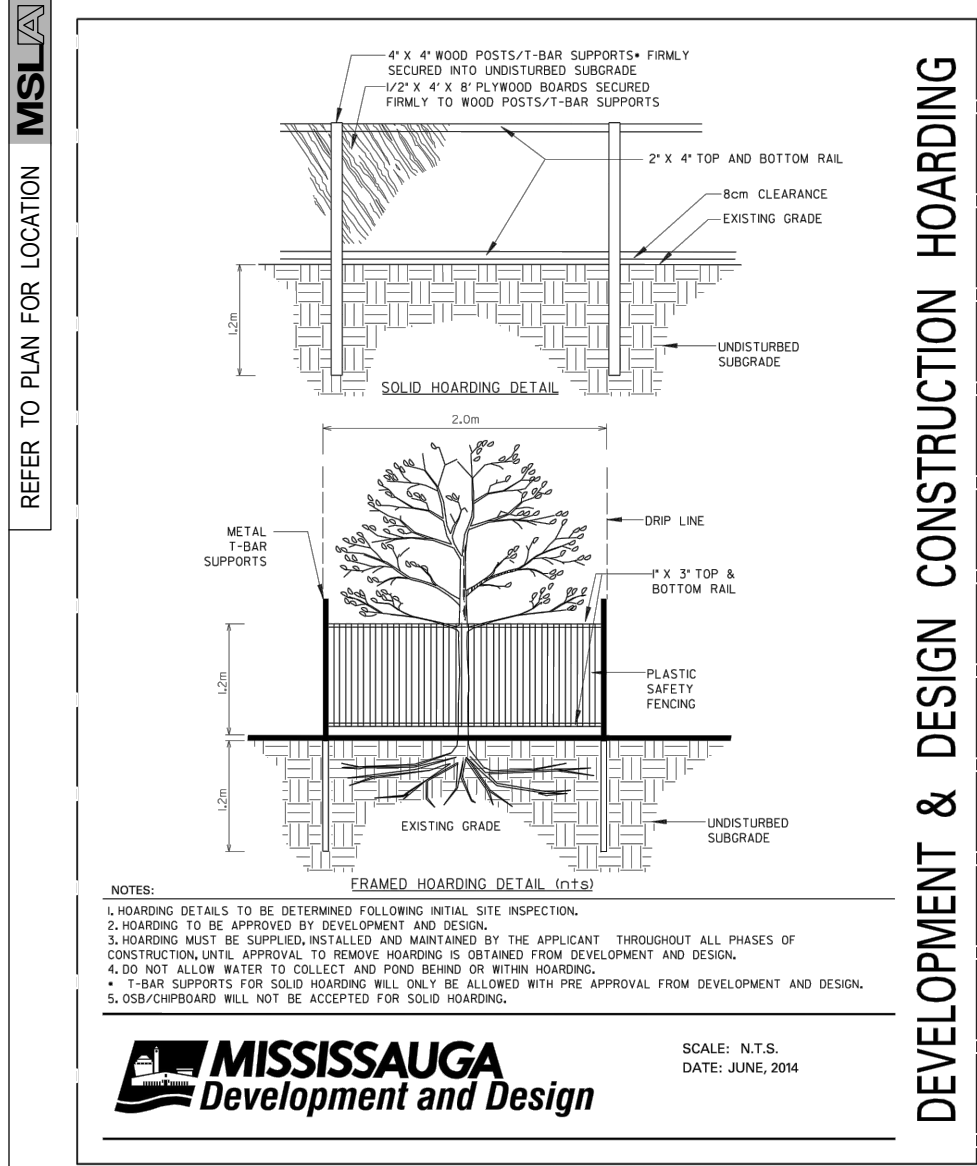 MSLA
REFER TO PLAN FOR LOCATION
4" X 4" WOOD POSTS/T-BAR SUPPORTS* FIRMLY
SECURED INTO UNDISTURBED SUBGRADE
1/2" X 4' X 8' PLYWOOD BOARDS SECURED
FIRMLY TO WOOD POSTS/T-BAR SUPPORTS
2" X 4" TOP AND BOTTOM RAIL
8cm CLEARANCE
EXISTING GRADE
1.2m
UNDISTURBED
SUBGRADE
SOLID HOARDING DETAIL
2.0m
METAL
T-BAR
SUPPORTS
DRIP LINE
1" X 3" TOP &
BOTTOM RAIL
1.2m
PLASTIC
SAFETY
FENCING
1.2m
EXISTING GRADE
UNDISTURBED
SUBGRADE
FRAMED HOARDING DETAIL (nts)
NOTES:
1. HOARDING DETAILS TO BE DETERMINED FOLLOWING INITIAL SITE INSPECTION.
2. HOARDING TO BE APPROVED BY DEVELOPMENT AND DESIGN.
3. HOARDING MUST BE SUPPLIED, INSTALLED AND MAINTAINED BY THE APPLICANT THROUGHOUT ALL PHASES OF
CONSTRUCTION, UNTIL APPROVAL TO REMOVE HOARDING IS OBTAINED FROM DEVELOPMENT AND DESIGN.
4. DO NOT ALLOW WATER TO COLLECT AND POND BEHIND OR WITHIN HOARDING.
* T-BAR SUPPORTS FOR SOLID HOARDING WILL ONLY BE ALLOWED WITH PRE APPROVAL FROM DEVELOPMENT AND DESIGN.
5. OSB/CHIPBOARD WILL NOT BE ACCEPTED FOR SOLID HOARDING.
MISSISSAUGA
Development and Design
SCALE: N.T.S.
DATE: JUNE, 2014
DEVELOPMENT & DESIGN CONSTRUCTION HOARDING